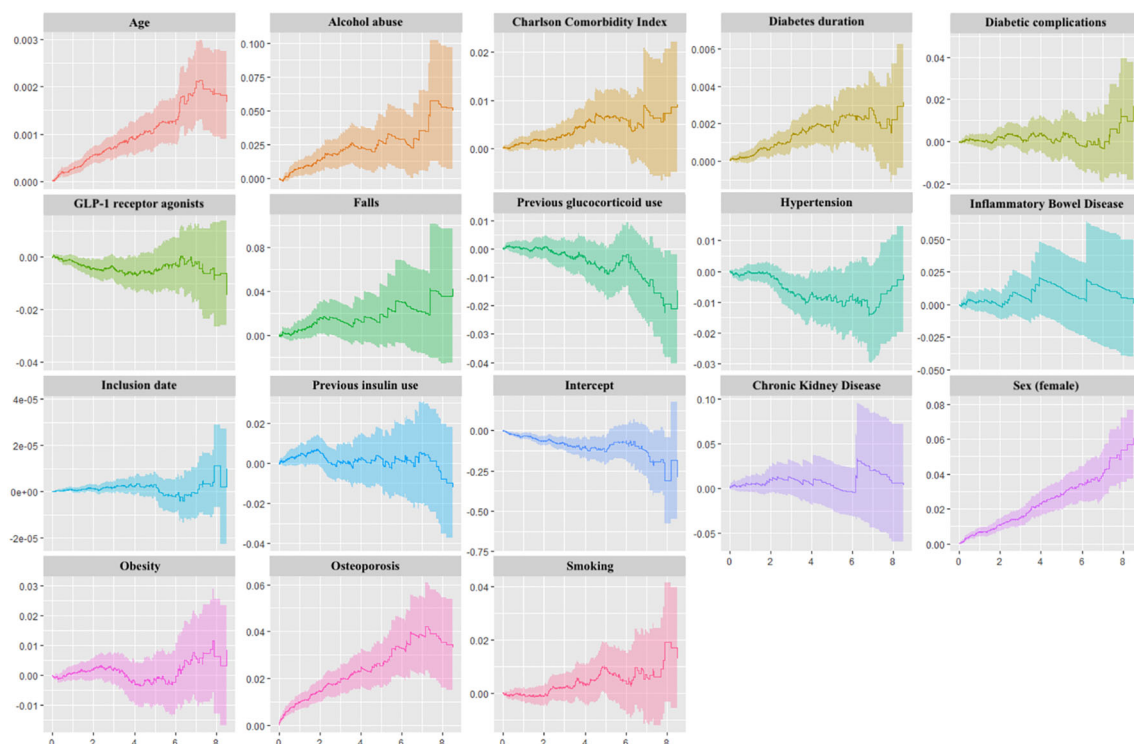 Age
Alcohol abuse
Charlson Comorbidity Index
Diabetes duration
Diabetic complications
0.003
0.002
0.001
0.000
0.100
0.075
0.050
0.025
0.000
0.02
0.01
0.00
0.006
0.004
0.002
0.000
0.04
0.02
0.00
-0.02
GLP-1 receptor agonists
Falls
Previous glucocorticoid use
Hypertension
Inflammatory Bowel Disease
0.00
-0.02
-0.04
0.08
0.04
0.00
0.01
0.00
-0.01
-0.02
-0.03
-0.04
0.01
0.00
-0.01
-0.02
-0.03
0.050
0.025
0.000
-0.025
-0.050
Inclusion date
Previous insulin use
Intercept
Chronic Kidney Disease
Sex (female)
4e-05
2e-05
0e+00
-2e-05
0.02
0.00
-0.02
-0.04
0.00
-0.25
-0.50
-0.75
0.10
0.05
0.00
-0.05
0.08
0.06
0.04
0.02
0.00
0 2 4 6 8
0 2 4 6 8
Obesity
Osteoporosis
Smoking
0.03
0.02
0.01
0.00
-0.01
0.06
0.04
0.02
0.00
0.04
0.02
0.00
0 2 4 6 8
0 2 4 6 8
0 2 4 6 8